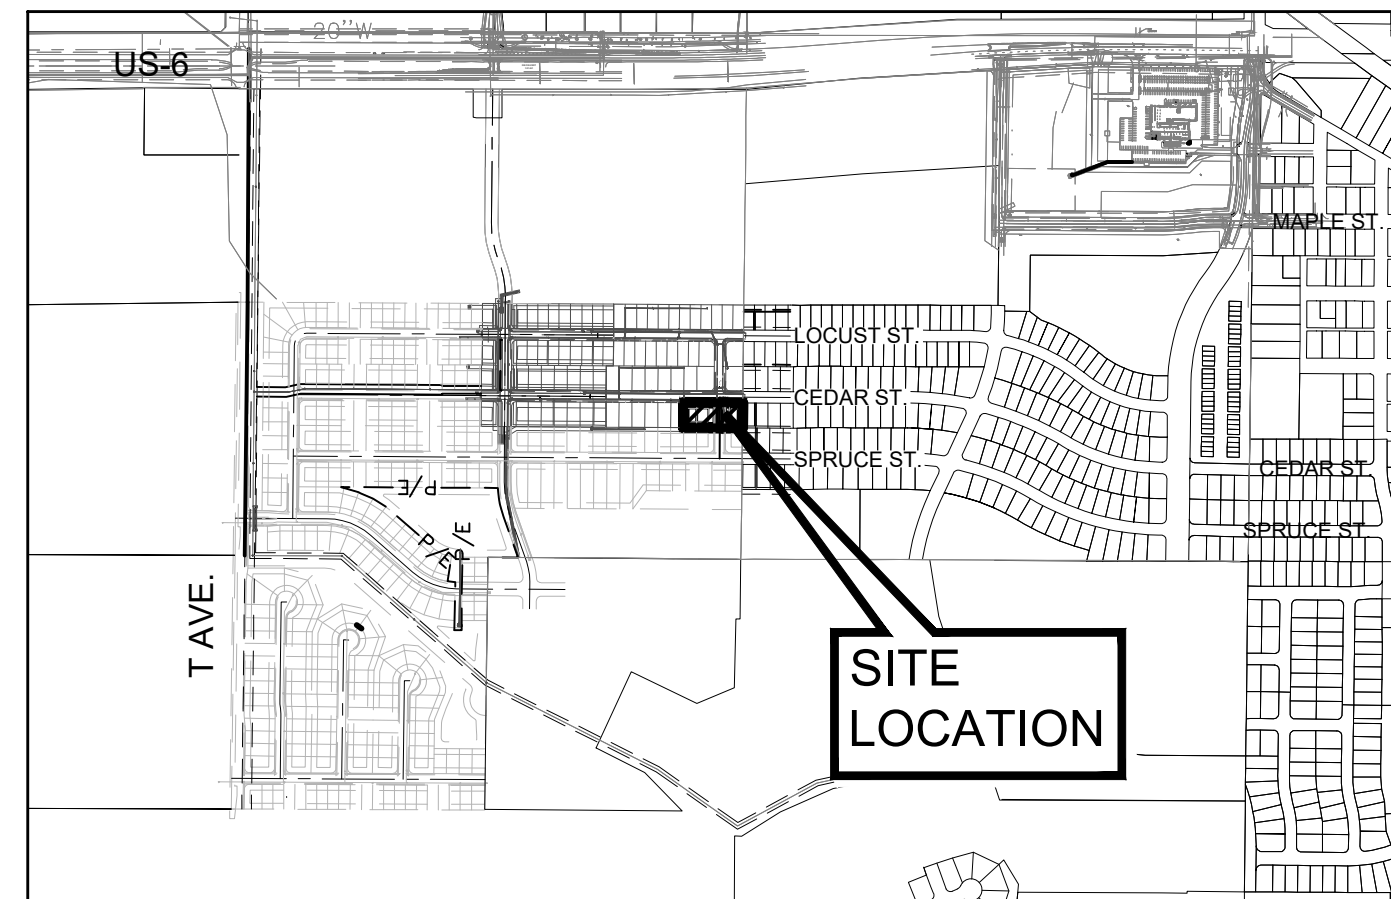 20"W
US-6
MAPLE ST.
LOCUST ST.
CEDAR ST.
SPRUCE ST.
CEDAR ST.
P/E
P/E
P/E
SPRUCE ST.
T AVE.
SITE
LOCATION